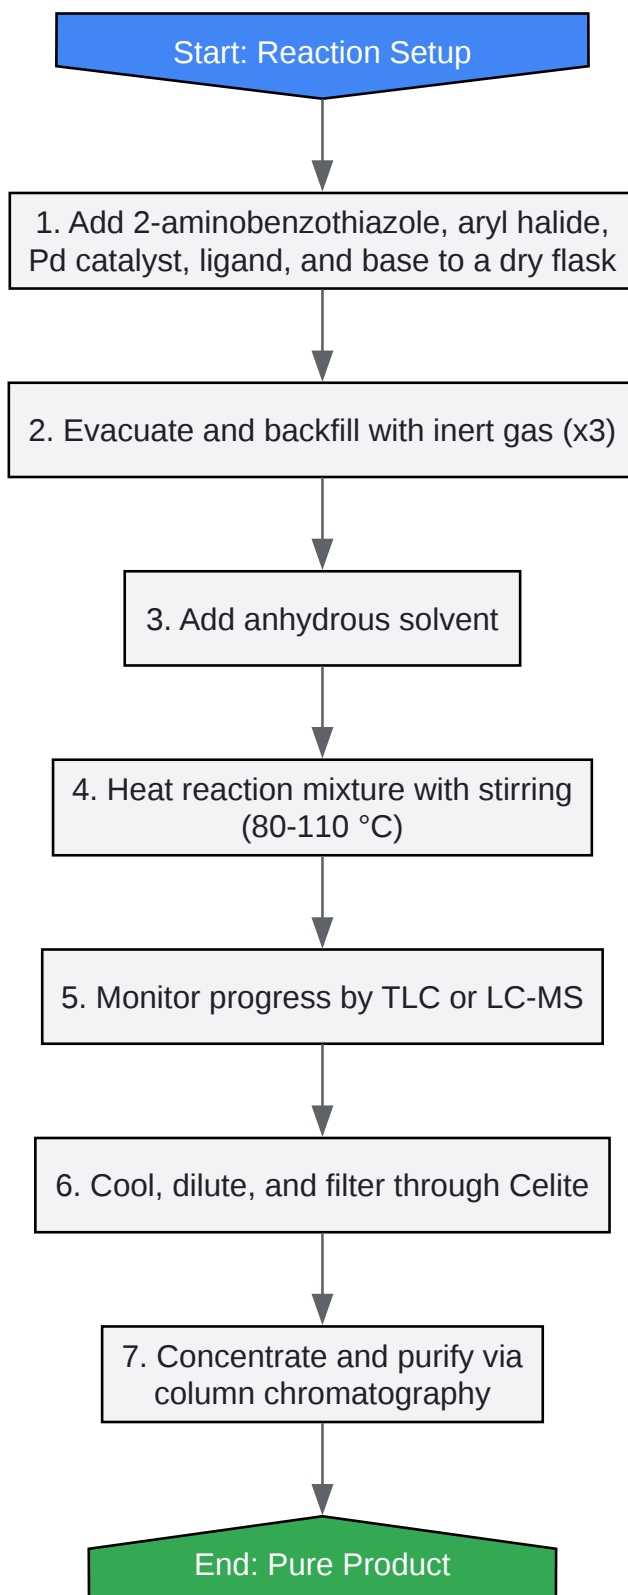 Start: Reaction Setup
1. Add 2-aminobenzothiazole, aryl halide,
Pd catalyst, ligand, and base to a dry flask
2. Evacuate and backfill with inert gas (x3)
3. Add anhydrous solvent
4. Heat reaction mixture with stirring
(80-110 °C)
5. Monitor progress by TLC or LC-MS
6. Cool, dilute, and filter through Celite
7. Concentrate and purify via
column chromatography
End: Pure Product